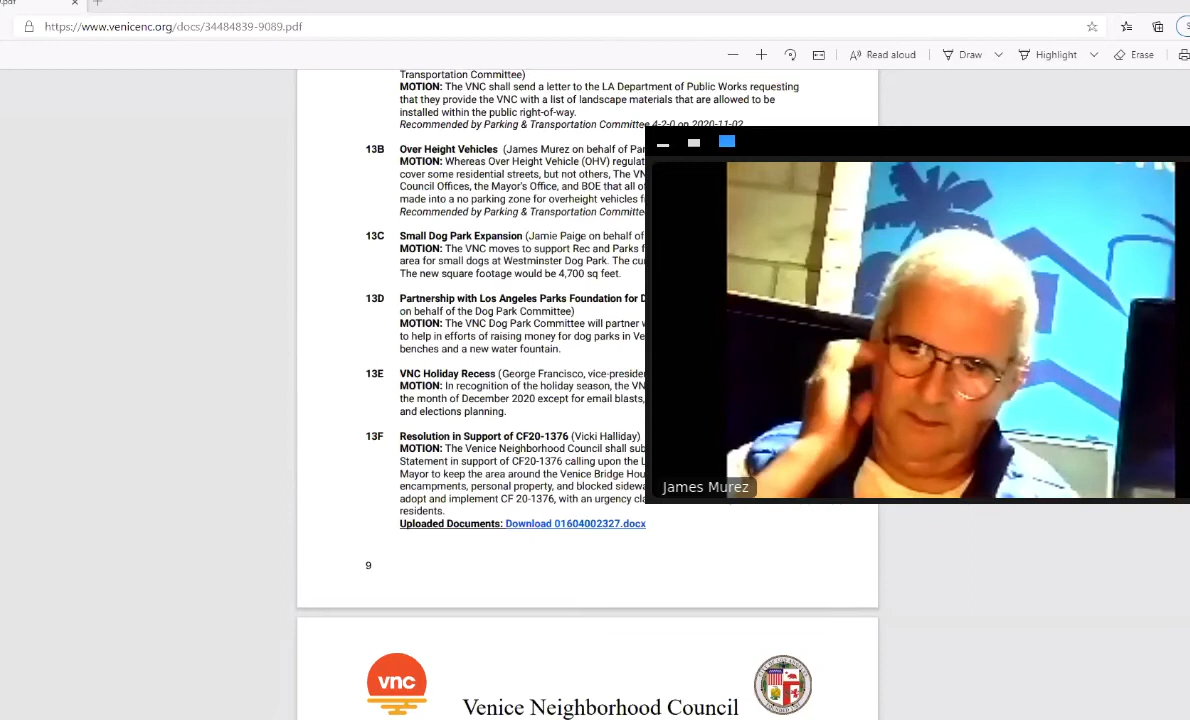 .pdf
https://www.venicenc.org/docs/34484839-9089.pdf
Read aloud
Draw
Highlight
Erase
Transportation Committee)
MOTION: The VNC shall send a letter to the LA Department of Public Works requesting
that they provide the VNC with a list of landscape materials that are allowed to be
installed within the public right-of-way.
Recommended by Parking & Transportation Committee 4-2-0 on 2020-11-02
13B Over Height Vehicles (James Murez on behalf of Par
MOTION: Whereas Over Height Vehicle (OHV) regulat
cover some residential streets, but not others, The VN
Council Offices, the Mayor's Office, and BOE that all of
made into a no parking zone for overheight vehicles f
Recommended by Parking & Transportation Committe
13C Small Dog Park Expansion (Jamie Paige on behalf of
MOTION: The VNC moves to support Rec and Parks f
area for small dogs at Westminster Dog Park. The cu
The new square footage would be 4,700 sq feet.
13D Partnership with Los Angeles Parks Foundation for D
on behalf of the Dog Park Committee)
MOTION: The VNC Dog Park Committee will partner w
to help in efforts of raising money for dog parks in Ve
benches and a new water fountain.
13E VNC Holiday Recess (George Francisco, vice-presider
MOTION: In recognition of the holiday season, the VN
the month of December 2020 except for email blasts,
and elections planning.
13F Resolution in Support of CF20-1376 (Vicki Halliday)
MOTION: The Venice Neighborhood Council shall sub
Statement in support of CF20-1376 calling upon the L
Mayor to keep the area around the Venice Bridge Hou
encampments, personal property, and blocked sidewa
adopt and implement CF 20-1376, with an urgency cla
residents.
Uploaded Documents: Download 01604002327.docx
9
James Murez
vnc
Venice Neighborhood Council